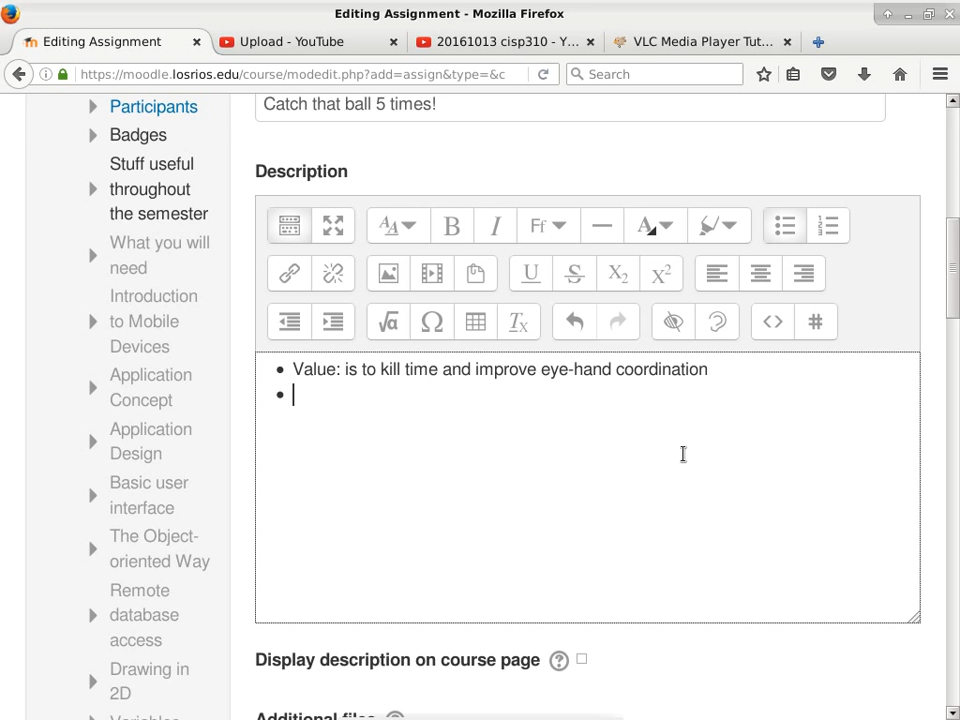 Editing Assignment - Mozilla Firefox
Editing Assignment
Upload - YouTube
20161013 cisp310 - Y...
VLC Media Player Tut...
https://moodle.losrios.edu/course/modedit.php?add=assign&type=&c
Search
Participants
Badges
Stuff useful
throughout
the semester
What you will
need
Introduction
to Mobile
Devices
Application
Concept
Application
Design
Basic user
interface
The Object-
oriented Way
Remote
database
access
Drawing in
2D
Variables
Catch that ball 5 times!
Description
• Value: is to kill time and improve eye-hand coordination
•
Display description on course page
Additional files